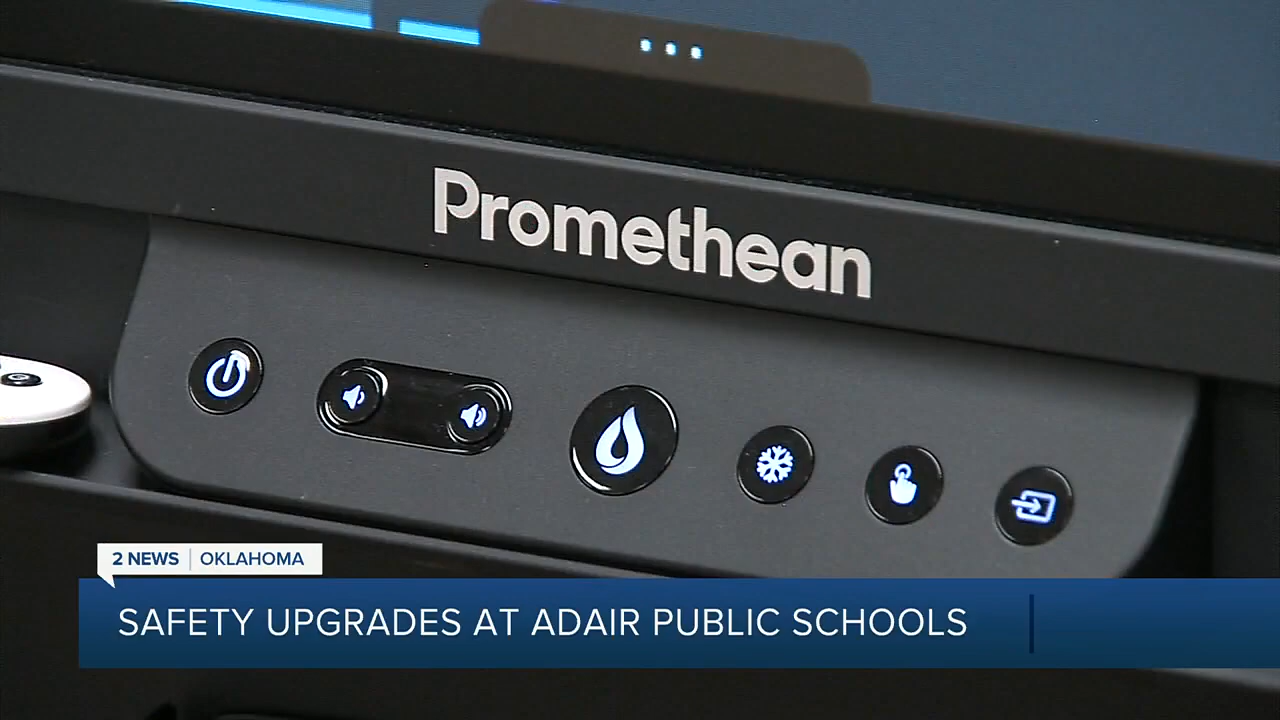 Promethean
2 NEWS | OKLAHOMA
SAFETY UPGRADES AT ADAIR PUBLIC SCHOOLS